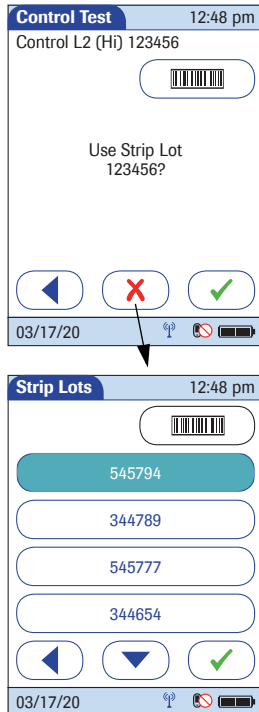 Control Test 12:48 pm
Control L2 (Hi) 123456
Use Strip Lot
123456?
03/17/20
Strip Lots 12:48 pm
545794
344789
545777
344654
03/17/20